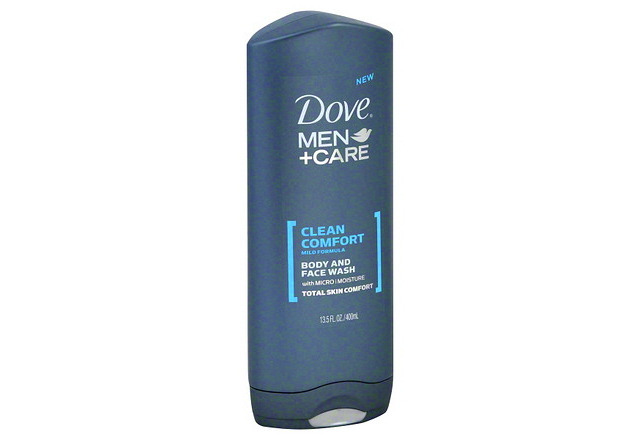 NEW
Dove
MEN
+CARE
CLEAN
COMFORT
MILD FORMULA
BODY AND
FACE WASH
with MICRO MOISTURE
TOTAL SKIN COMFORT
13.5 FL. OZ./400mL